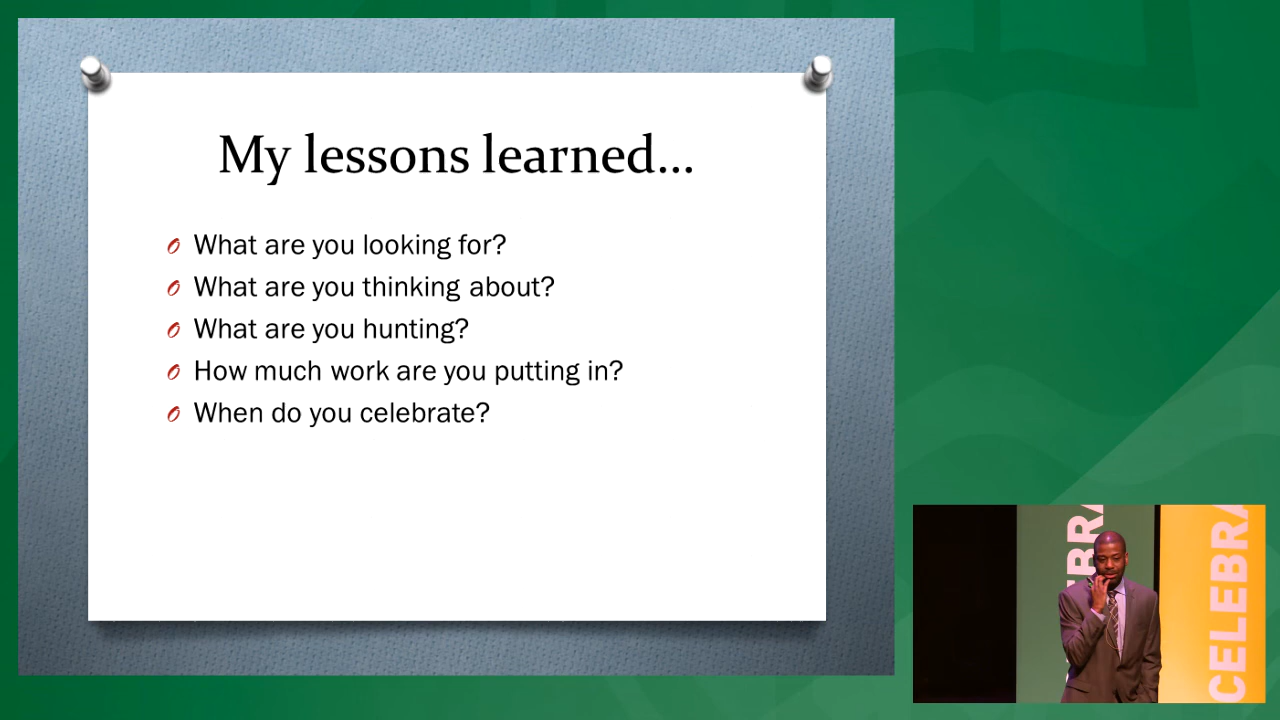 My lessons learned...
What are you looking for?
What are you thinking about?
What are you hunting?
How much work are you putting in?
When do you celebrate?
BRA
CELEBRA